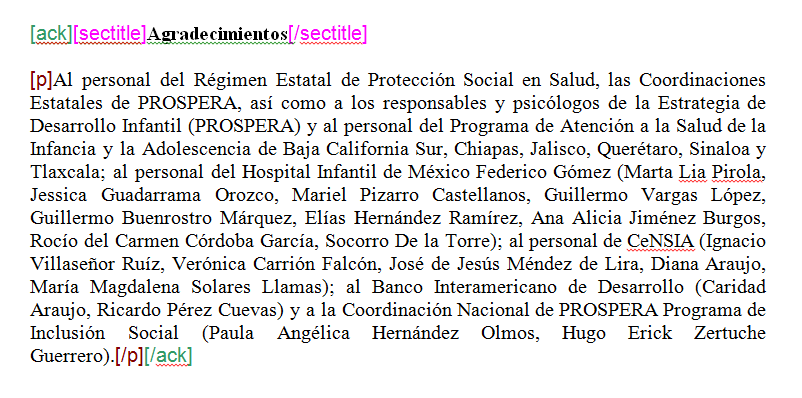 [ack][sectitle]Agradecimientos[/sectitle]
[p]Al personal del Régimen Estatal de Protección Social en Salud, las Coordinaciones
Estatales de PROSPERA, así como a los responsables y psicólogos de la Estrategia de
Desarrollo Infantil (PROSPERA) y al personal del Programa de Atención a la Salud de la
Infancia y la Adolescencia de Baja California Sur, Chiapas, Jalisco, Querétaro, Sinaloa y
Tlaxcala; al personal del Hospital Infantil de México Federico Gómez (Marta Lia Pirola,
Jessica Guadarrama Orozco, Mariel Pizarro Castellanos, Guillermo Vargas López,
Guillermo Buenrostro Márquez, Elías Hernández Ramírez, Ana Alicia Jiménez Burgos,
Rocío del Carmen Córdoba García, Socorro De la Torre); al personal de CeNSIA (Ignacio
Villaseñor Ruíz, Verónica Carrión Falcón, José de Jesús Méndez de Lira, Diana Araujo,
María Magdalena Solares Llamas); al Banco Interamericano de Desarrollo (Caridad
Araujo, Ricardo Pérez Cuevas) y a la Coordinación Nacional de PROSPERA Programa de
Inclusión Social (Paula Angélica Hernández Olmos, Hugo Erick Zertuche
Guerrero).[/p][/ack]